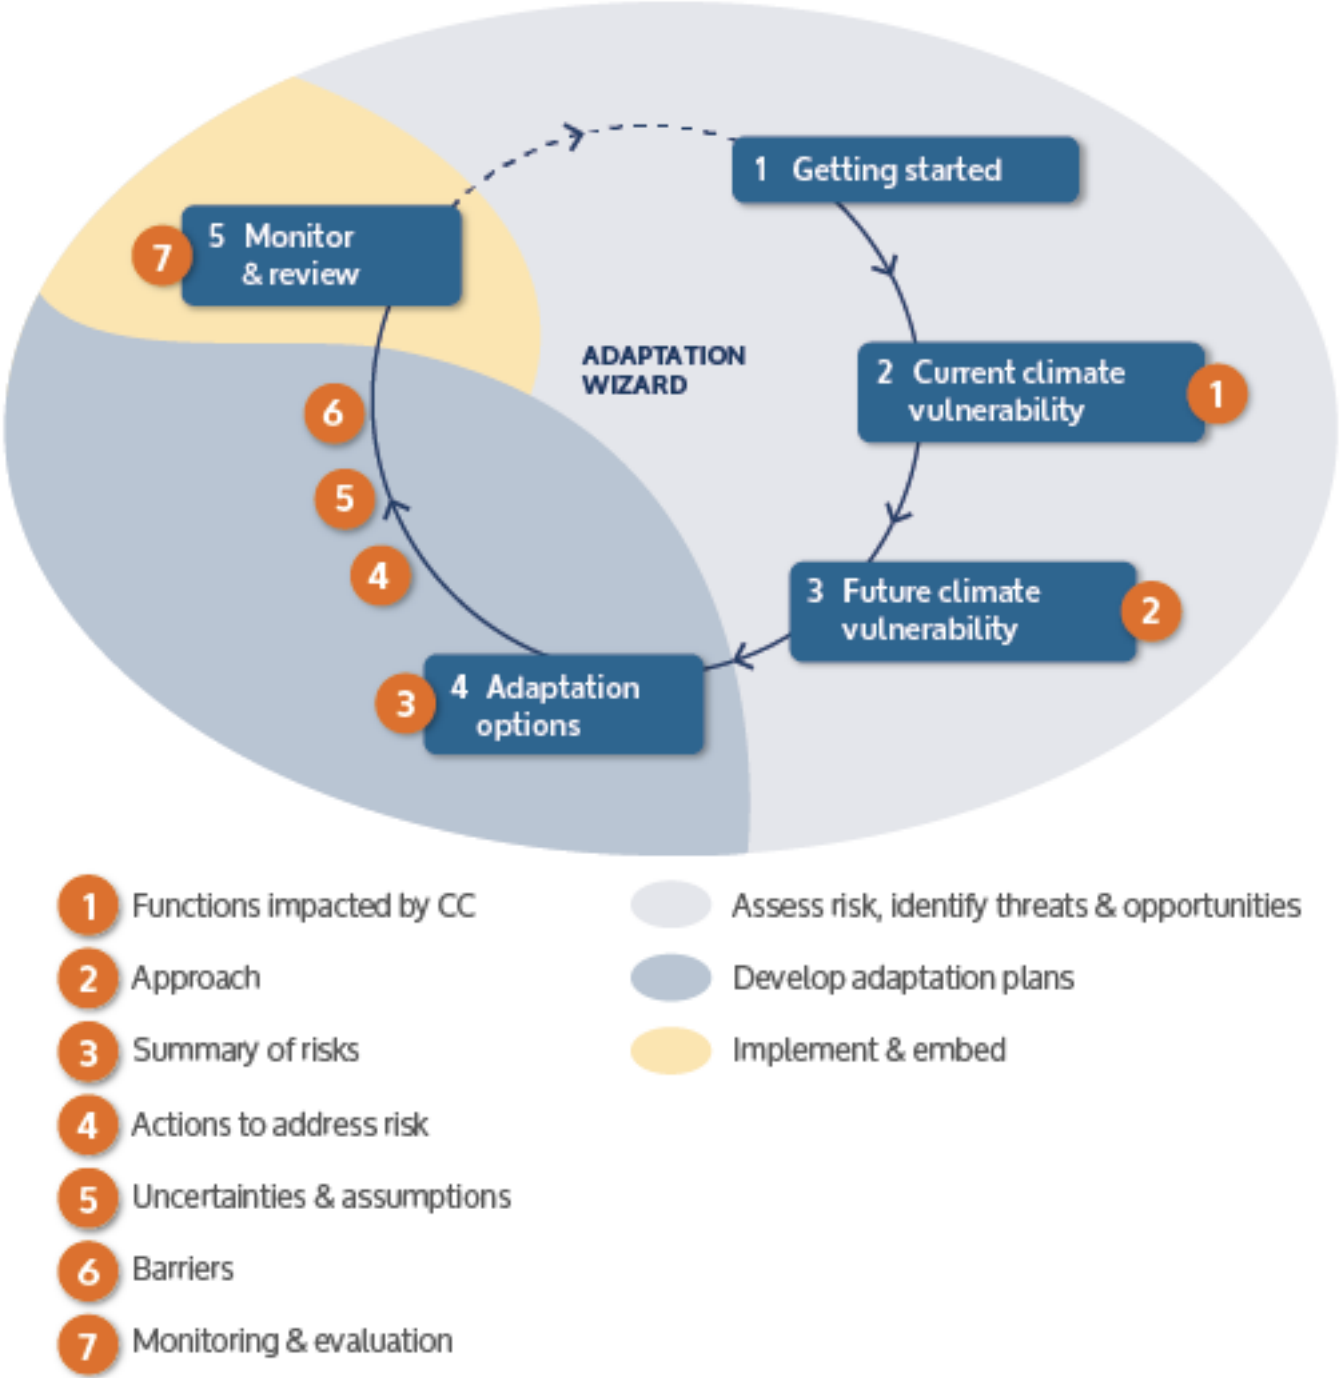 1 Getting started
5 Monitor
& review
7
ADAPTATION
WIZARD
2 Current climate
vulnerability
1
6
5
4
3 Future climate
vulnerability
2
3
4 Adaptation
options
1 Functions impacted by CC
2 Approach
3 Summary of risks
4 Actions to address risk
5 Uncertainties & assumptions
6 Barriers
7 Monitoring & evaluation
Assess risk, identify threats & opportunities
Develop adaptation plans
Implement & embed